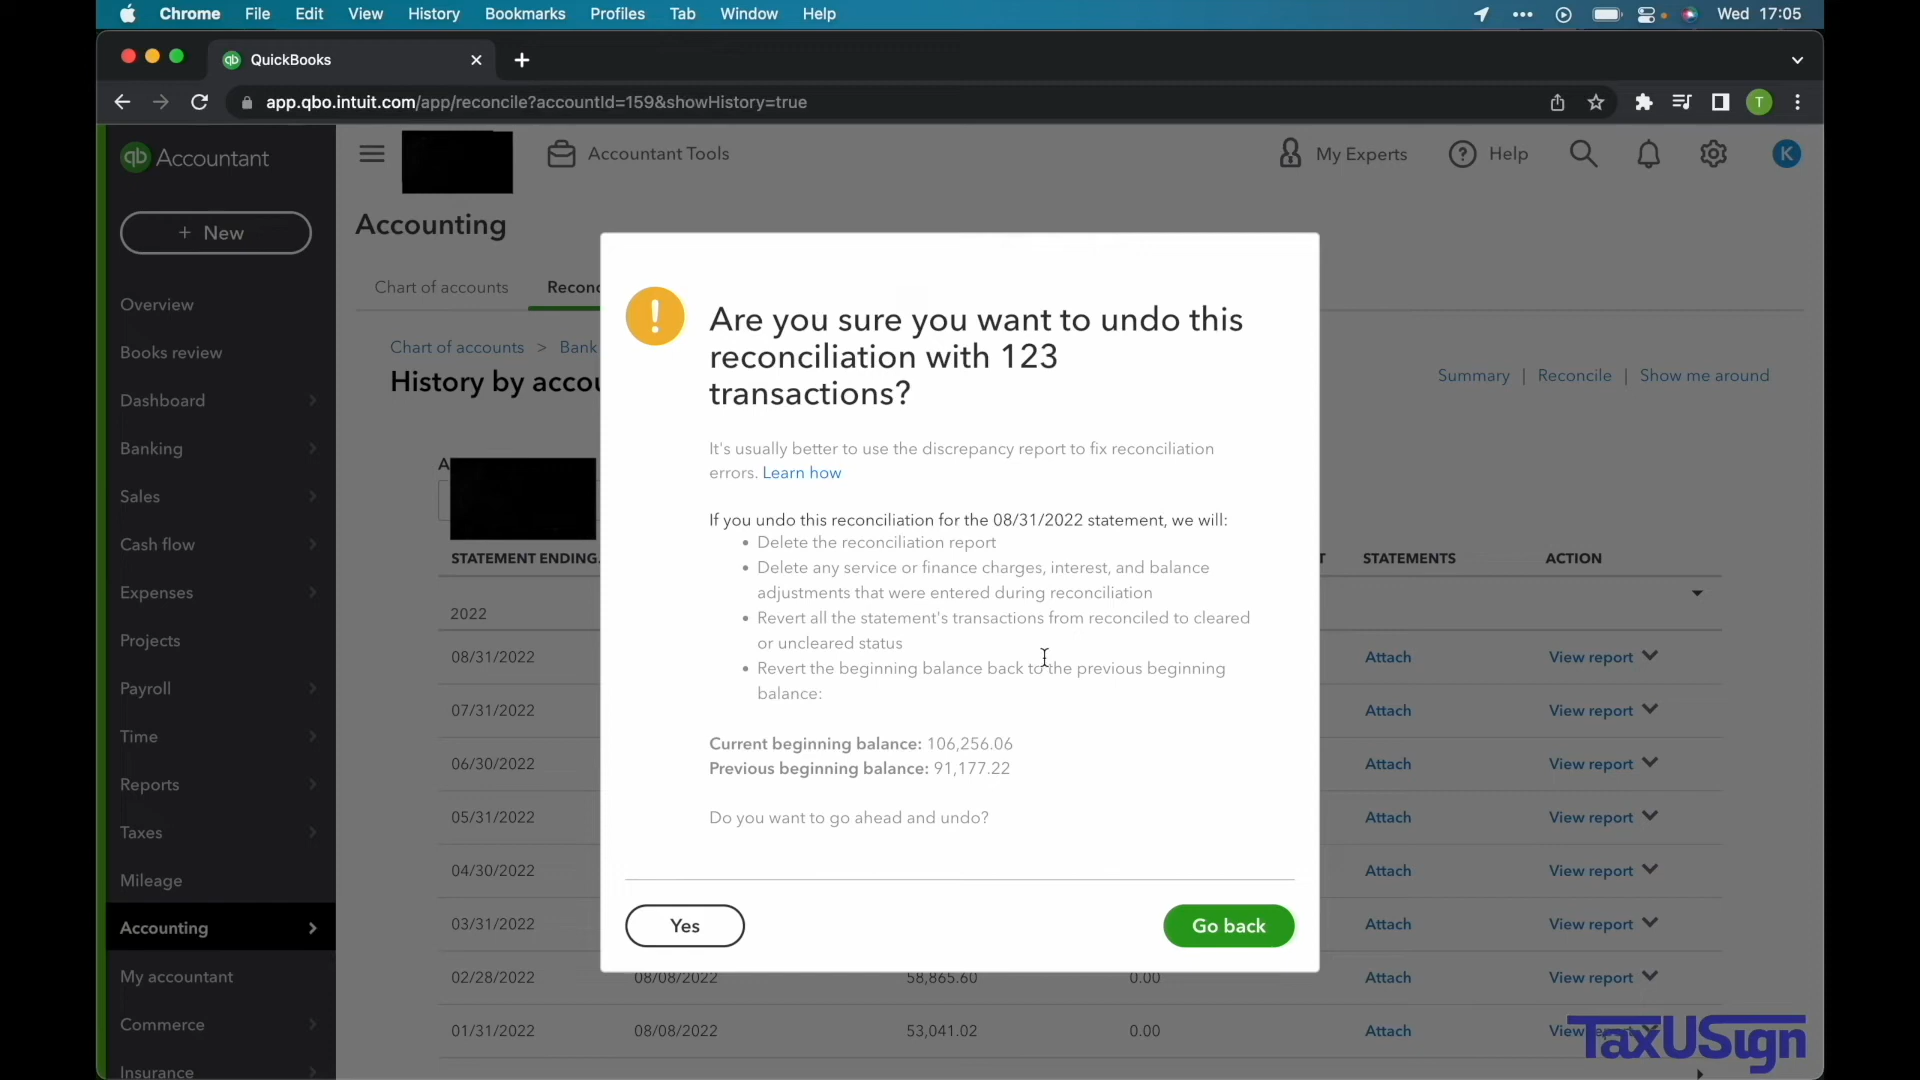 Chrome File Edit View History Bookmarks Profiles Tab Window Help Wed 17:05
QuickBooks
app.qbo.intuit.com/app/reconcile?accountId=159&showHistory=true
T
qb Accountant
Accountant Tools
My Experts
Help
K
+ New
Accounting
Chart of accounts
Chart of accounts > Bank
Summary | Reconcile | Show me around
Overview
Books review
Dashboard
Banking
Sales
Cash flow
Expenses
Projects
Payroll
Time
Reports
Taxes
Mileage
Accounting
My accountant
Commerce
Insurance
History by
STATEMENT ENDING STATEMENTS ACTION
2022
08/31/2022 Attach View report
07/31/2022 Attach View report
06/30/2022 Attach View report
05/31/2022 Attach View report
04/30/2022 Attach View report
03/31/2022 Attach View report
02/28/2022 08/08/2022 58,865.60 0.00 Attach View report
01/31/2022 08/08/2022 53,041.02 0.00 Attach View
! Are you sure you want to undo this
reconciliation with 123
transactions?
It's usually better to use the discrepancy report to fix reconciliation
errors. Learn how
If you undo this reconciliation for the 08/31/2022 statement, we will:
• Delete the reconciliation report
• Delete any service or finance charges, interest, and balance
adjustments that were entered during reconciliation
• Revert all the statement's transactions from reconciled to cleared
or uncleared status
• Revert the beginning balance back to the previous beginning
balance:
Current beginning balance: 106,256.06
Previous beginning balance: 91,177.22
Do you want to go ahead and undo?
Yes
Go back
TaxUSign